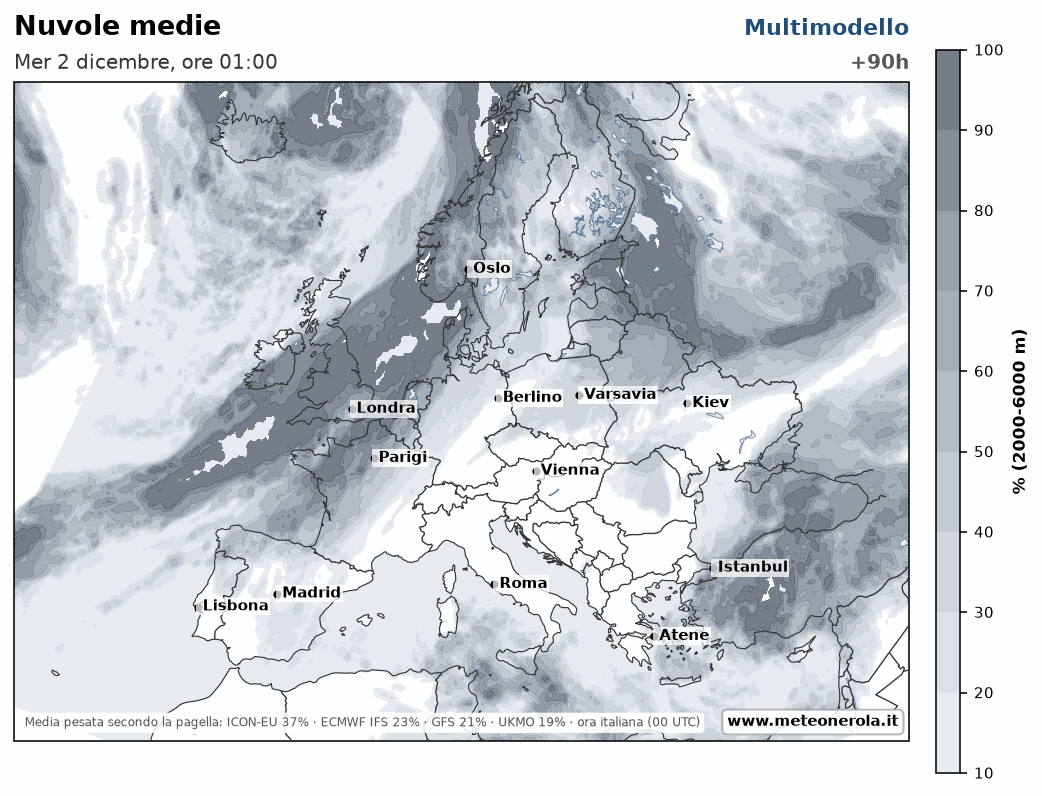 Nuvole medie
Multimodello
Mer 2 dicembre, ore 01:00
+90h
100
90
80
70
60
50
40
30
20
10
% (2000-6000 m)
Oslo
Londra
Berlino
Varsavia
Kiev
Parigi
Vienna
Istanbul
Roma
Madrid
Lisbona
Atene
Media pesata secondo la pagella: ICON-EU 37% · ECMWF IFS 23% · GFS 21% · UKMO 19% · ora italiana (00 UTC)
www.meteonerola.it